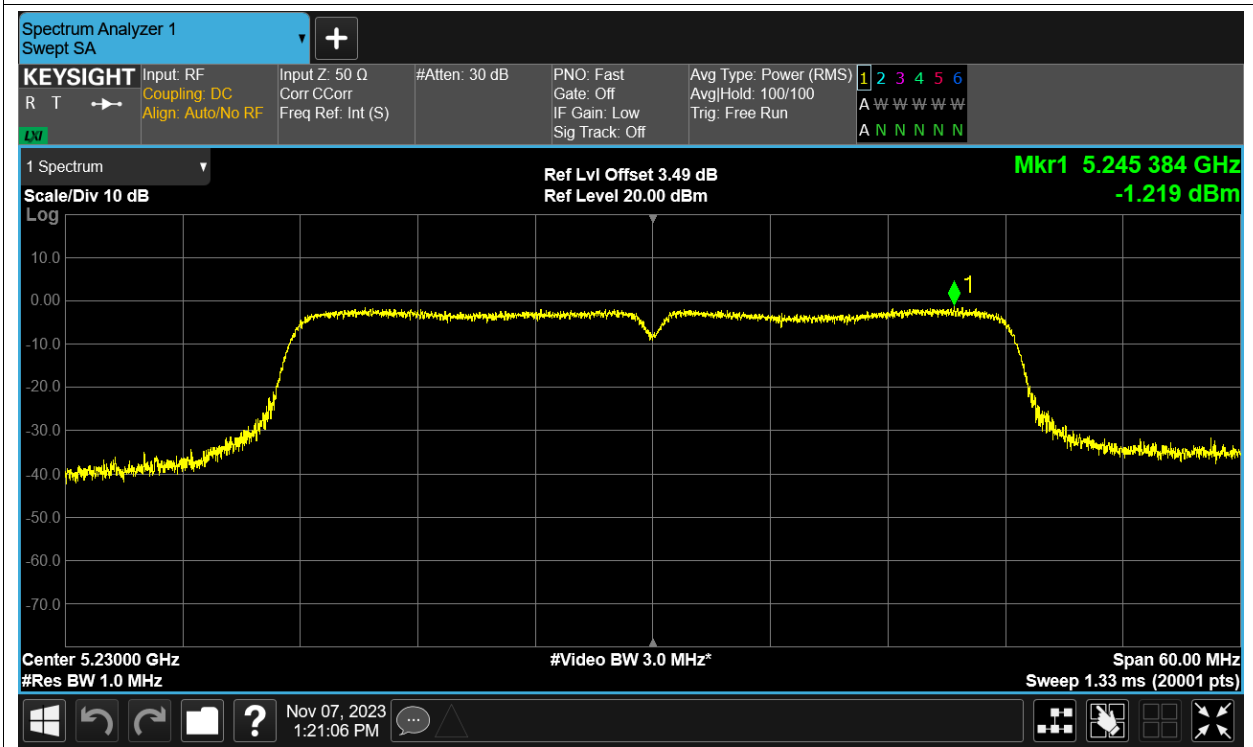 Spectrum Analyzer 1
Swept SA
+
KEYSIGHT
R T
LXI
Input: RF
Coupling: DC
Align: Auto/No RF
Input Z: 50 Ω
Corr CCorr
Freq Ref: Int (S)
#Atten: 30 dB
PNO: Fast
Gate: Off
IF Gain: Low
Sig Track: Off
Avg Type: Power (RMS)
Avg|Hold: 100/100
Trig: Free Run
1 2 3 4 5 6
A W W W W W
A N N N N N
1 Spectrum
Scale/Div 10 dB
Log
Ref Lvl Offset 3.49 dB
Ref Level 20.00 dBm
Mkr1 5.245 384 GHz
-1.219 dBm
10.0
0.00
-10.0
-20.0
-30.0
-40.0
-50.0
-60.0
-70.0
1
Center 5.23000 GHz
#Res BW 1.0 MHz
#Video BW 3.0 MHz*
Span 60.00 MHz
Sweep 1.33 ms (20001 pts)
?
Nov 07, 2023
1:21:06 PM